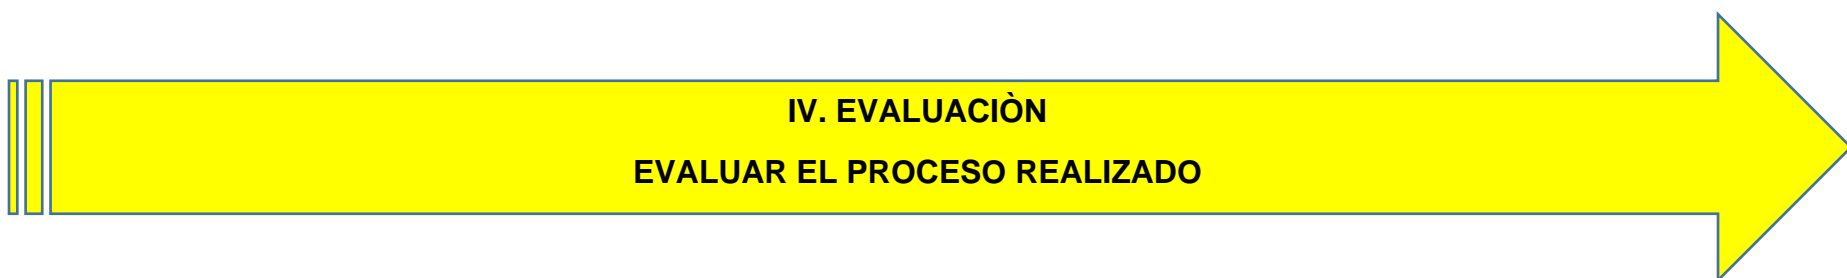 IV. EVALUACIÒN
EVALUAR EL PROCESO REALIZADO